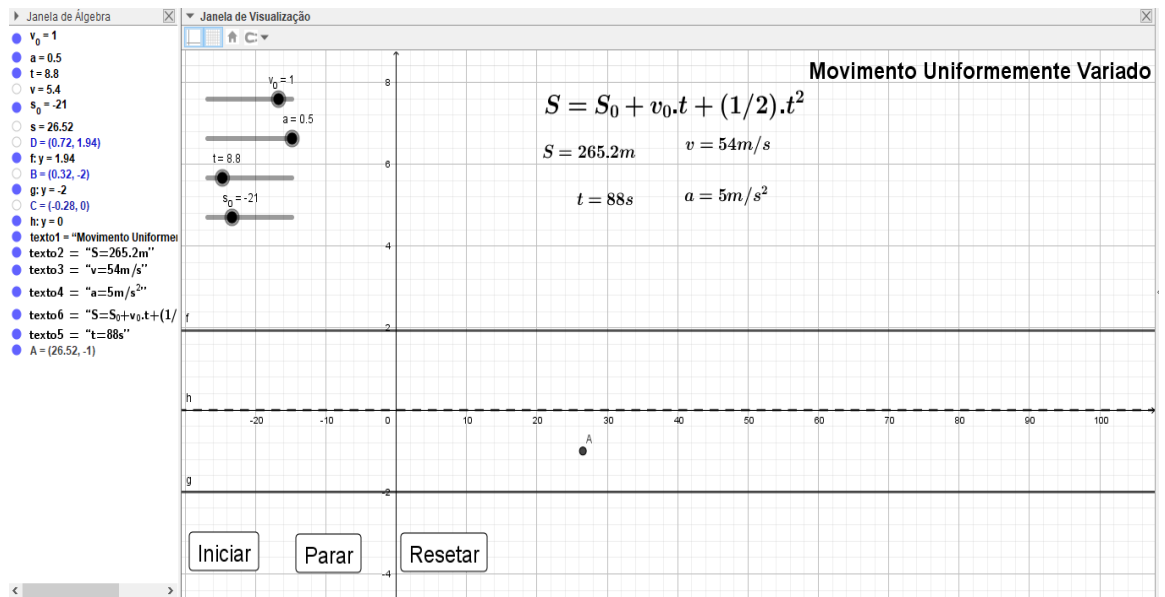 Janela de Álgebra
v₀ = 1
a = 0.5
t = 8.8
v = 5.4
s₀ = -21
s = 26.52
D = (0.72, 1.94)
f: y = 1.94
B = (0.32, -2)
g: y = -2
C = (-0.28, 0)
h: y = 0
texto1 = “Movimento Uniformer
texto2 = “S=265.2m”
texto3 = “v=54m/s”
texto4 = “a=5m/s²”
texto6 = “S=S₀+v₀.t+(1/
texto5 = “t=88s”
A = (26.52, -1)
Janela de Visualização
Movimento Uniformemente Variado
v₀ = 1
a = 0.5
t = 8.8
s₀ = -21
S = S₀ + v₀.t + (1/2).t²
S = 265.2m
v = 54m/s
t = 88s
a = 5m/s²
8
6
4
f
2
h
-20 -10 0 10 20 30 40 50 60 70 80 90 100
A
g
-2
-4
Iniciar Parar Resetar